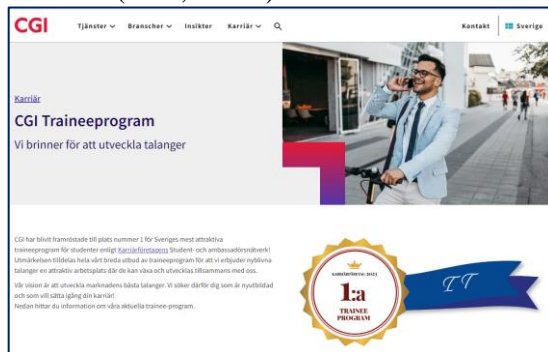 CGI Tjänster Branscher Insikter Karriär Kontakt Sverige
Karriär
CGI Traineeprogram
Vi brinner för att utveckla talanger
CGI har blivit framröstade till plats nummer 1 för Sveriges mest attraktiva
traineeprogram för studenter enligt Karriärföretagens Student- och ambassadörsnätverk!
Utmärkelsen tilldelas hela vårt breda utbud av traineeprogram för att vi erbjuder nyblivna
talanger en attraktiv arbetsplats där de kan växa och utvecklas tillsammans med oss.
Vår vision är att utveckla marknadens bästa talanger. Vi söker därför dig som är nyutbildad
och som vill sätta igång din karriär!
Nedan hittar du information om våra aktuella trainee-program.
1:a
TRAINEE
PROGRAM
IT